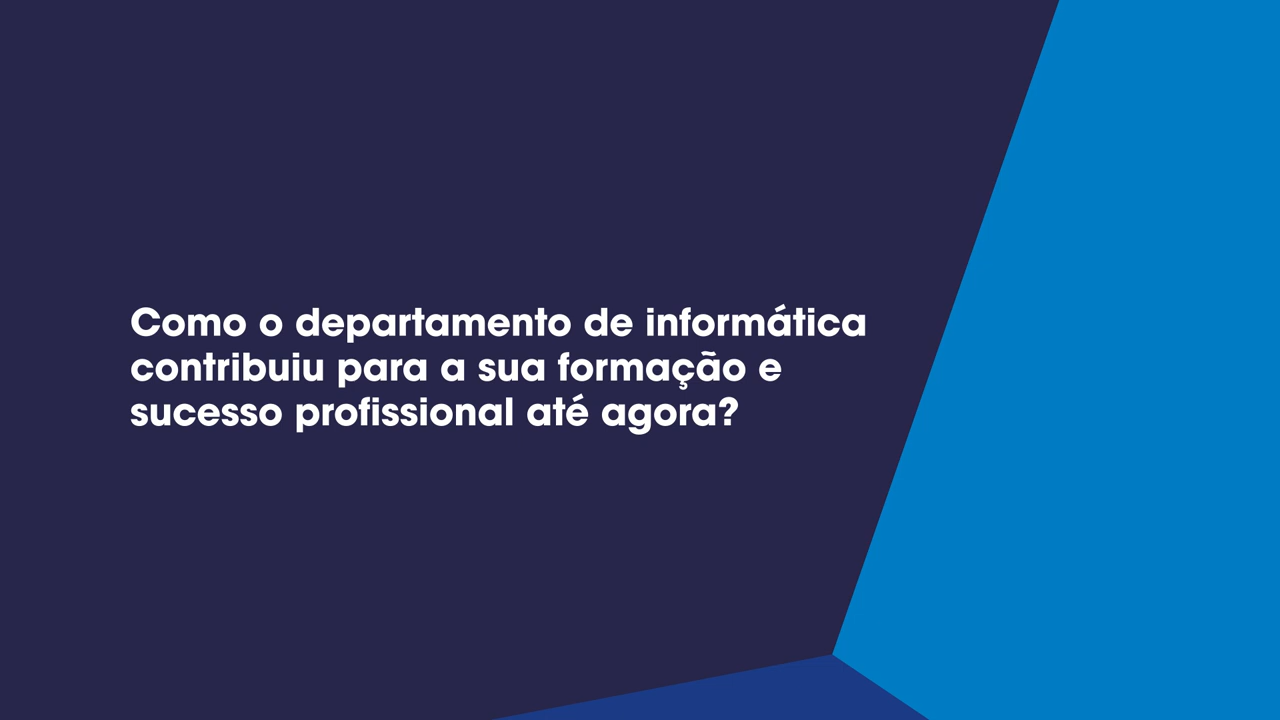 Como o departamento de informática
contribuiu para a sua formação e
sucesso profissional até agora?